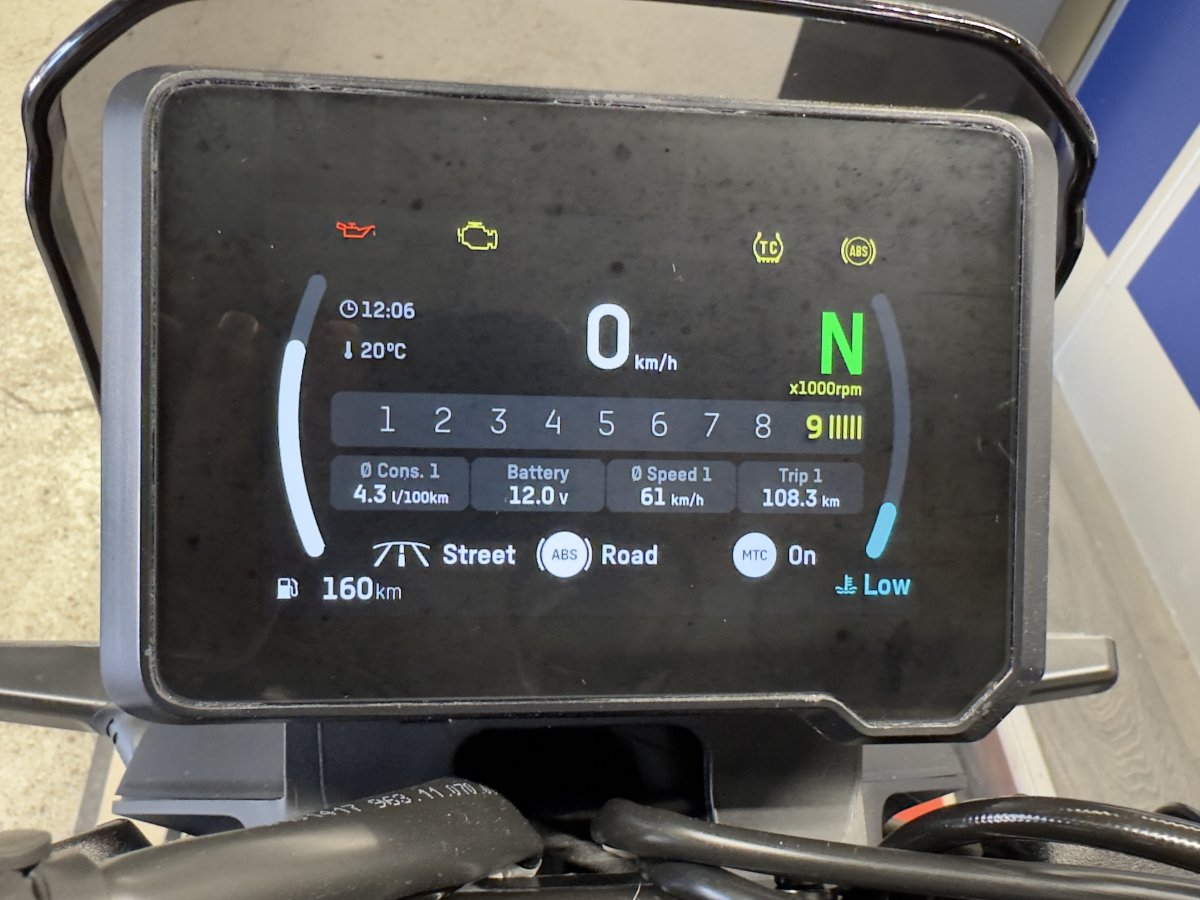 TC
ABS
12:06
0 km/h
N
20°C
x1000rpm
1 2 3 4 5 6 7 8 9
Ø Cons. 1
4.3 l/100km
Battery
12.0 V
Ø Speed 1
61 km/h
Trip 1
108.3 km
Street
ABS
Road
MTC
On
160km
Low